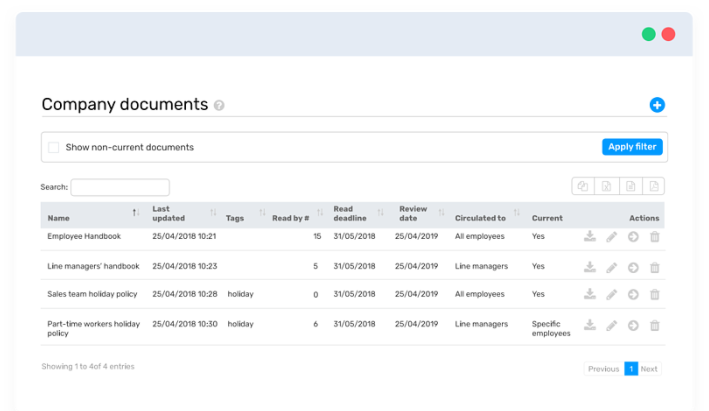 Company documents ?
Show non-current documents
Apply filter
Search:
Name Last updated Tags Read by # Read deadline Review date Circulated to Current Actions
Employee Handbook 25/04/2018 10:21 15 31/05/2018 25/04/2019 All employees Yes
Line managers' handbook 25/04/2018 10:23 5 31/05/2018 25/04/2019 Line managers Yes
Sales team holiday policy 25/04/2018 10:28 holiday 0 31/05/2018 25/04/2019 All employees Yes
Part-time workers holiday policy 25/04/2018 10:30 holiday 6 31/05/2018 25/04/2019 Line managers Specific employees
Showing 1 to 4of 4 entries
Previous 1 Next